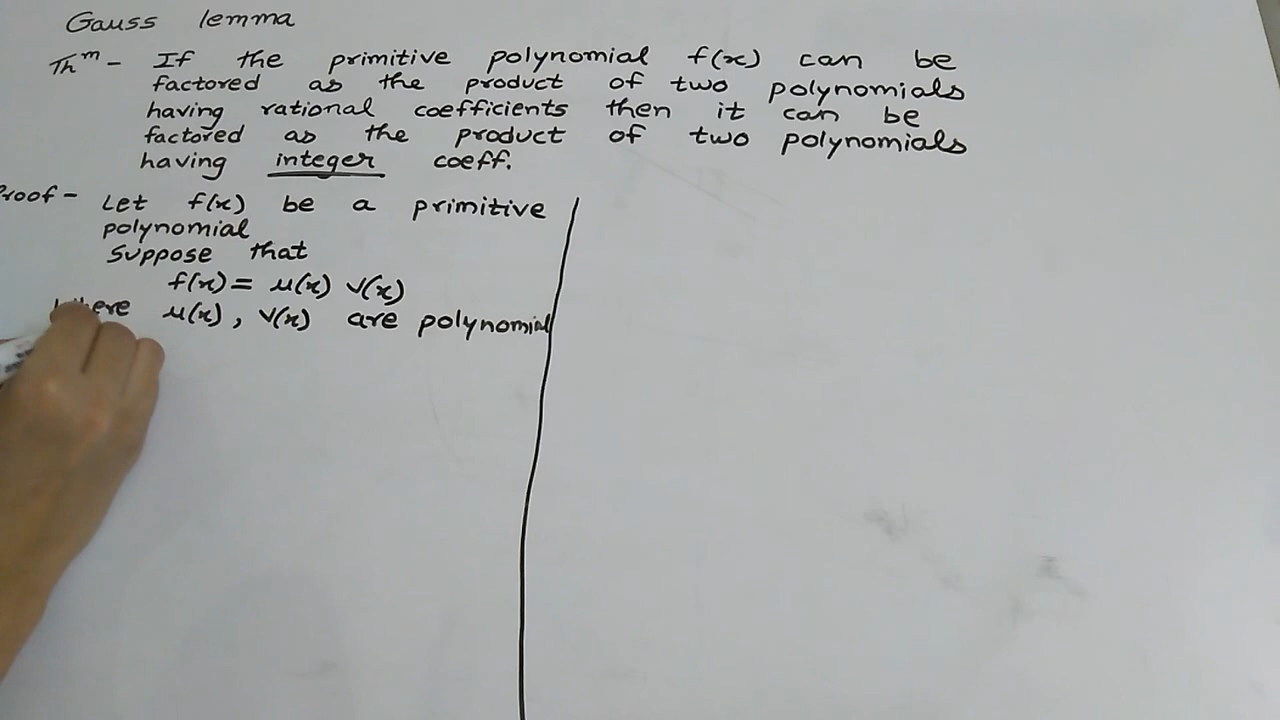 Gauss lemma
Thm - If the primitive polynomial f(x) can be
factored as the product of two polynomials
having rational coefficients then it can be
factored as the product of two polynomials
having integer coeff.
Proof - Let f(x) be a primitive
polynomial
Suppose that
f(x) = μ(x) v(x)
μ(x), v(x) are polynomial